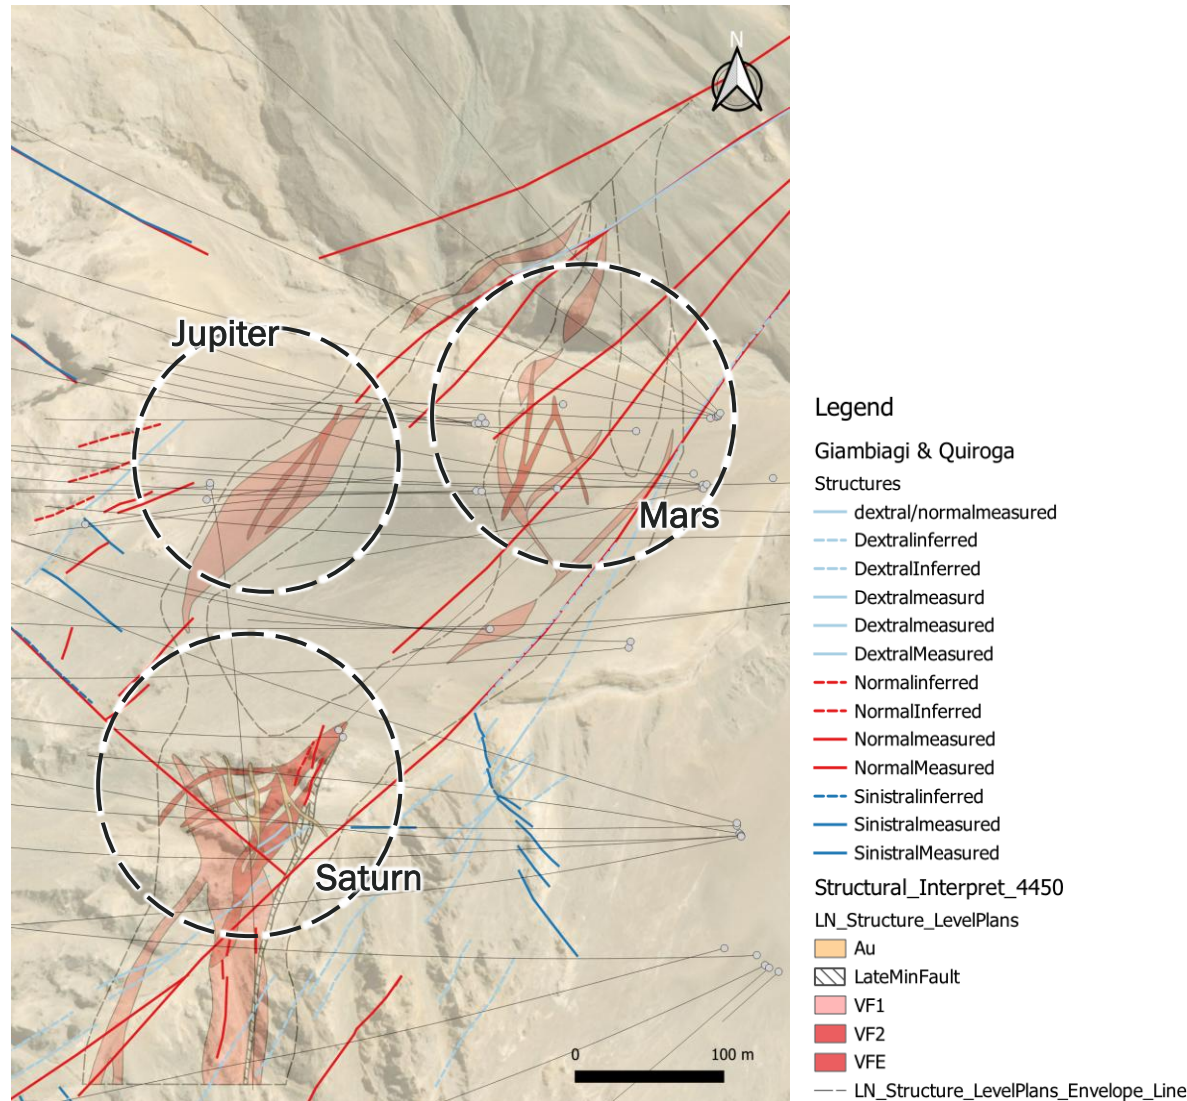 N
Jupiter
Mars
Saturn
0
100 m
Legend
Giambiagi & Quiroga
Structures
dextral/normalmeasured
Dextralinferred
DextralInferred
Dextralmeasurd
Dextralmeasured
DextralMeasured
Normalinferred
NormalInferred
Normalmeasured
NormalMeasured
Sinistralinferred
Sinistralmeasured
SinistralMeasured
Structural_Interpret_4450
LN_Structure_LevelPlans
Au
LateMinFault
VF1
VF2
VFE
LN_Structure_LevelPlans_Envelope_Line